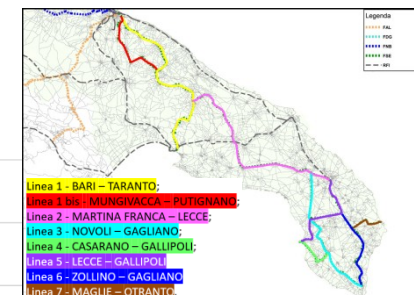 Legende
FAL
FDG
FNB
FSE
RFI
Linea 1 - BARI – TARANTO;
Linea 1 bis - MUNGIVACCA – PUTIGNANO;
Linea 2 - MARTINA FRANCA – LECCE;
Linea 3 - NOVOLI – GAGLIANO;
Linea 4 - CASARANO – GALLIPOLI;
Linea 5 - LECCE – GALLIPOLI
Linea 6 - ZOLLINO – GAGLIANO
Linea 7 - MAGLIE – OTRANTO